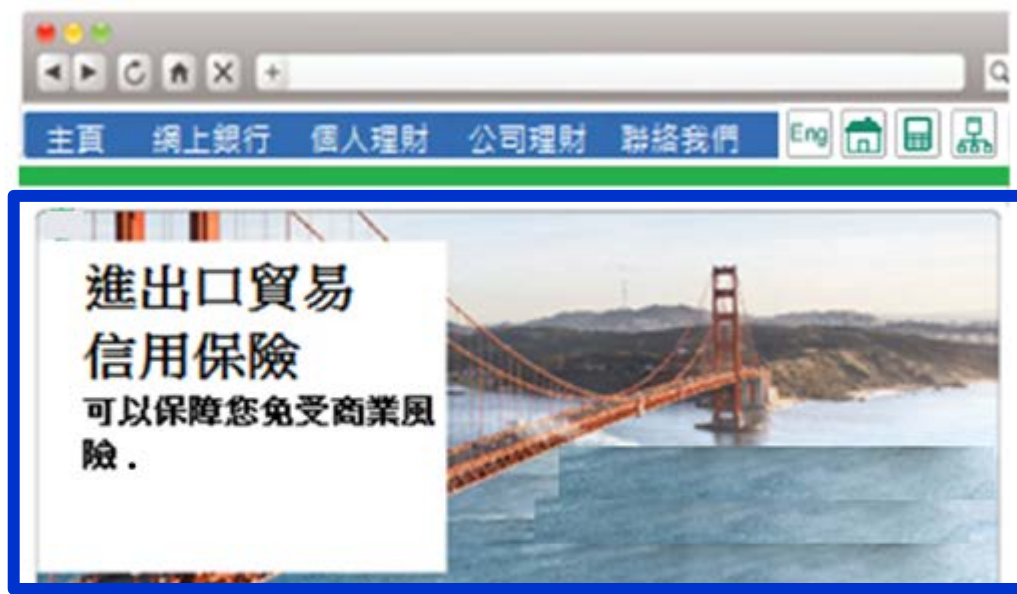 主頁 網上銀行 個人理財 公司理財 聯絡我們 Eng
進出口貿易
信用保險
可以保障您免受商業風
險 .